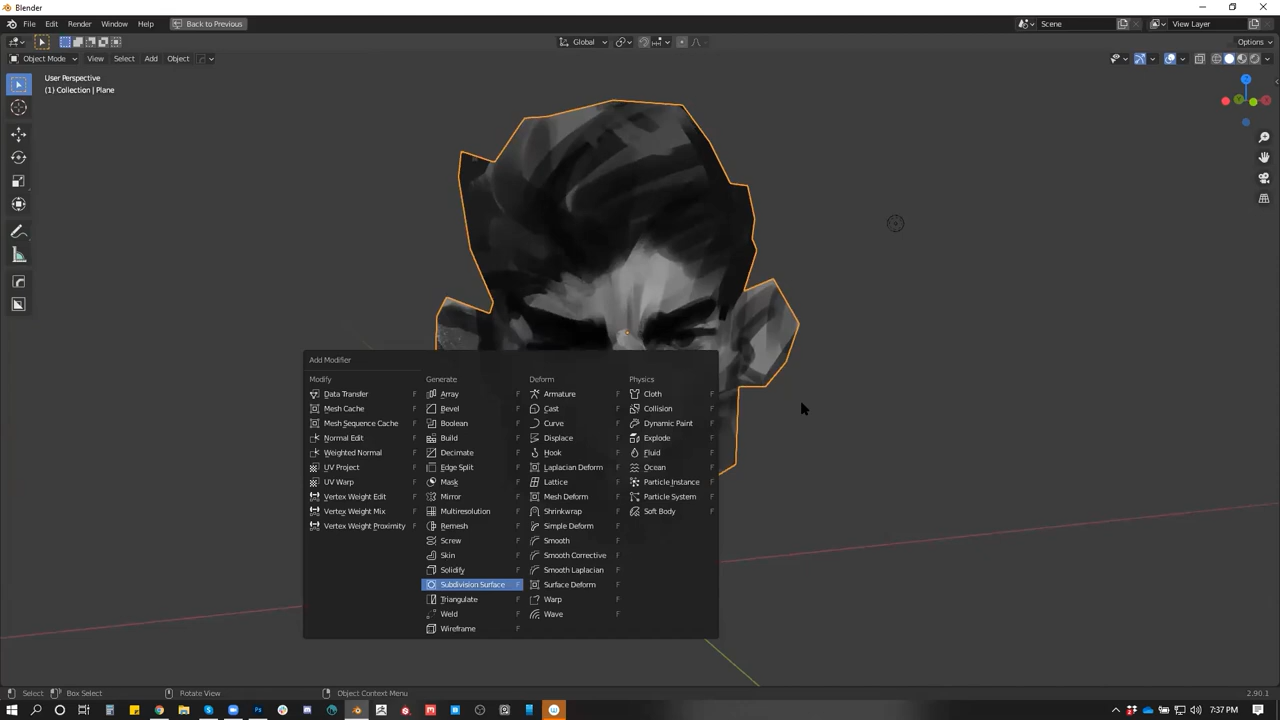 Blender
File Edit Render Window Help Back to Previous Scene View Layer
Global Options
Object Mode View Select Add Object
User Perspective
(1) Collection | Plane
Z
Add Modifier
Modify Generate Deform Physics
Data Transfer F Array F Armature F Cloth F
Mesh Cache F Bevel F Cast F Collision F
Mesh Sequence Cache F Boolean F Curve F Dynamic Paint F
Normal Edit F Build F Displace F Explode F
Weighted Normal F Decimate F Hook F Fluid F
UV Project F Edge Split F Laplacian Deform F Ocean F
UV Warp F Mask F Lattice F Particle Instance F
Vertex Weight Edit F Mirror F Mesh Deform F Particle System F
Vertex Weight Mix F Multiresolution F Shrinkwrap F Soft Body F
Vertex Weight Proximity F Remesh F Simple Deform F
Screw F Smooth F
Skin F Smooth Corrective F
Solidify F Smooth Laplacian F
Subdivision Surface F Surface Deform F
Triangulate F Warp F
Weld F Wave F
Wireframe F
Select Box Select Rotate View Object Context Menu 2.90.1
7:37 PM